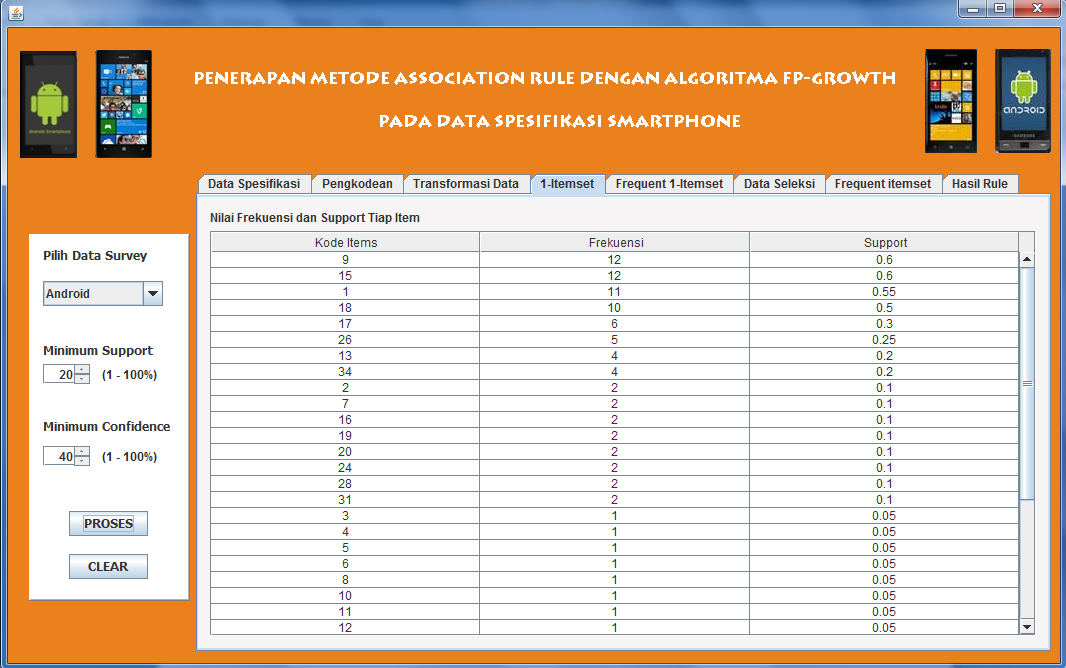 PENERAPAN METODE ASSOCIATION RULE DENGAN ALGORITMA FP-GROWTH
PADA DATA SPESIFIKASI SMARTPHONE
Android Smartphone
ANDROID
SAMSUNG
Data Spesifikasi Pengkodean Transformasi Data 1-Itemset Frequent 1-Itemset Data Seleksi Frequent itemset Hasil Rule
Pilih Data Survey
Android
Minimum Support
20 (1 - 100%)
Minimum Confidence
40 (1 - 100%)
PROSES
CLEAR
Nilai Frekuensi dan Support Tiap Item
Kode Items Frekuensi Support
9 12 0.6
15 12 0.6
1 11 0.55
18 10 0.5
17 6 0.3
26 5 0.25
13 4 0.2
34 4 0.2
2 2 0.1
7 2 0.1
16 2 0.1
19 2 0.1
20 2 0.1
24 2 0.1
28 2 0.1
31 2 0.1
3 1 0.05
4 1 0.05
5 1 0.05
6 1 0.05
8 1 0.05
10 1 0.05
11 1 0.05
12 1 0.05